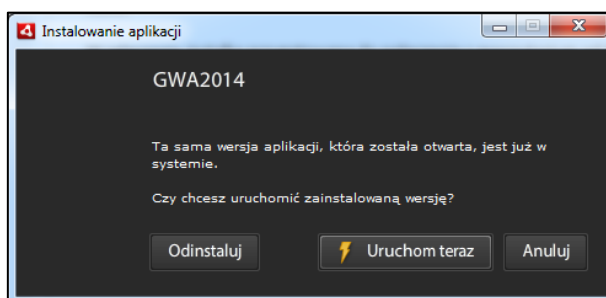 Instalowanie aplikacji
GWA2014
Ta sama wersja aplikacji, która została otwarta, jest już w
systemie.
Czy chcesz uruchomić zainstalowaną wersję?
Odinstaluj Uruchom teraz Anuluj